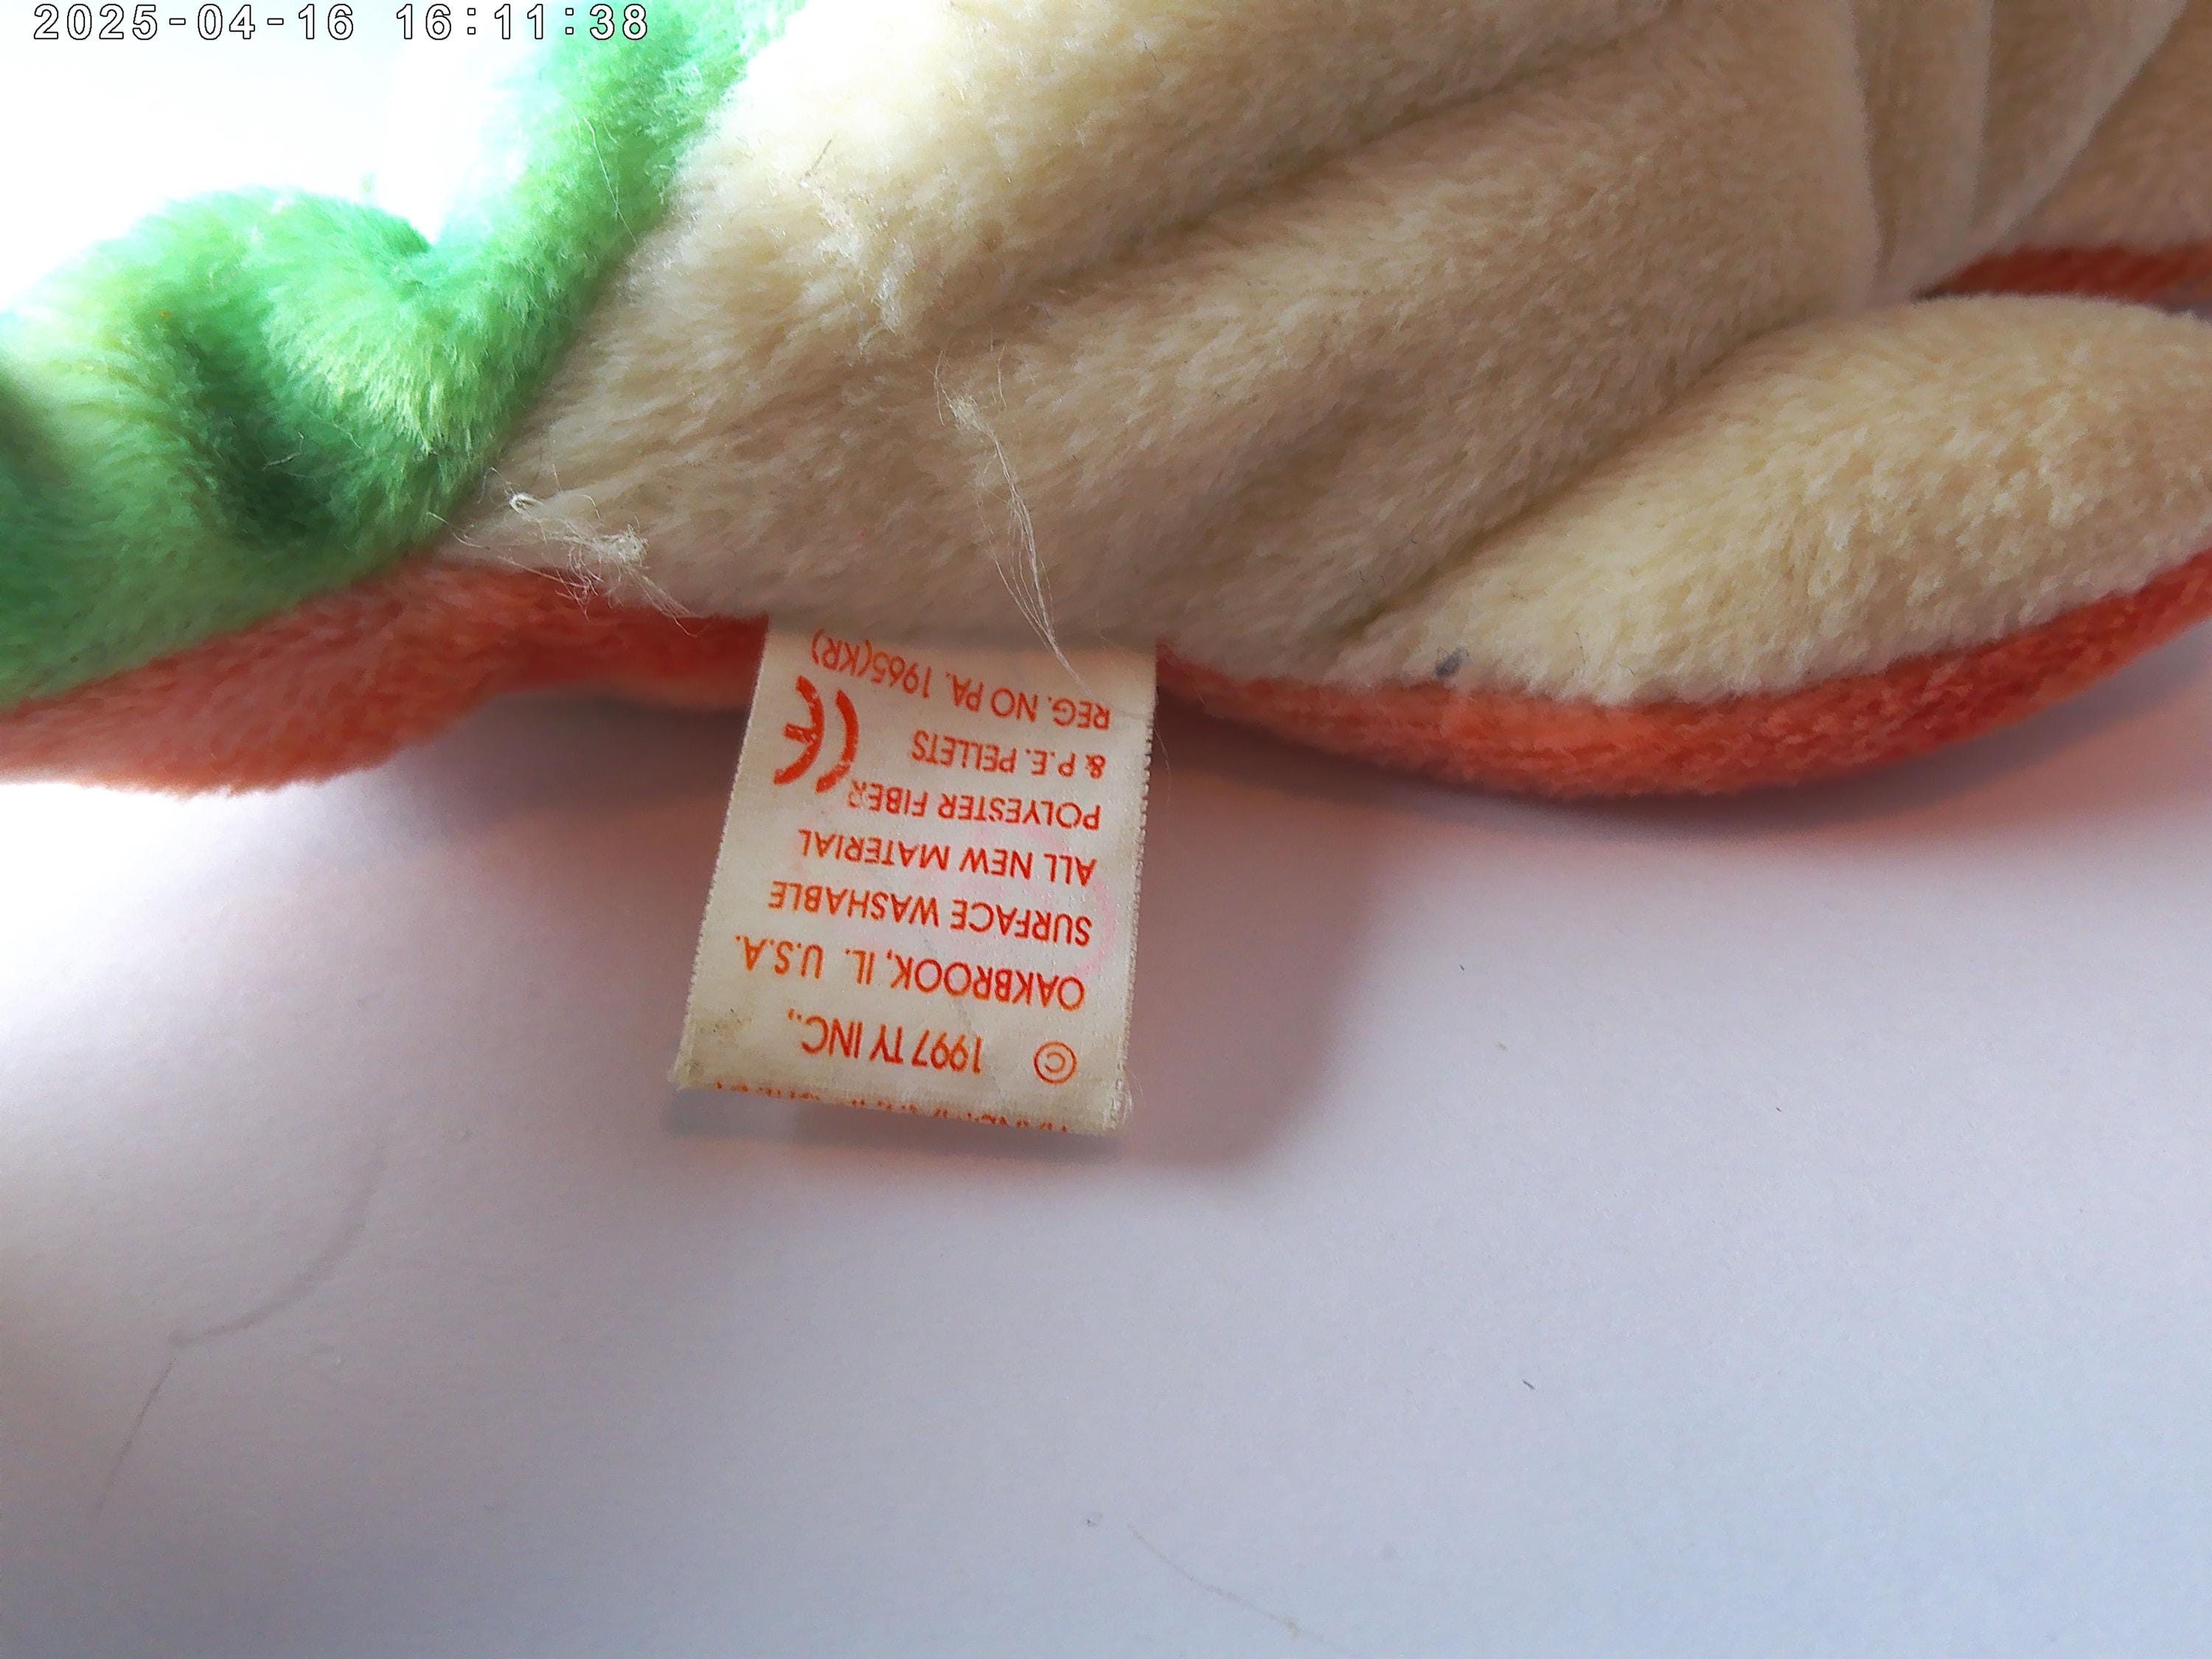 2025-04-16 16:11:38
© 1997 TY INC.,
OAKBROOK, IL. U.S.A.
SURFACE WASHABLE
ALL NEW MATERIAL
POLYESTER FIBER
& P.E. PELLETS CE
REG. NO PA. 1965(KR)